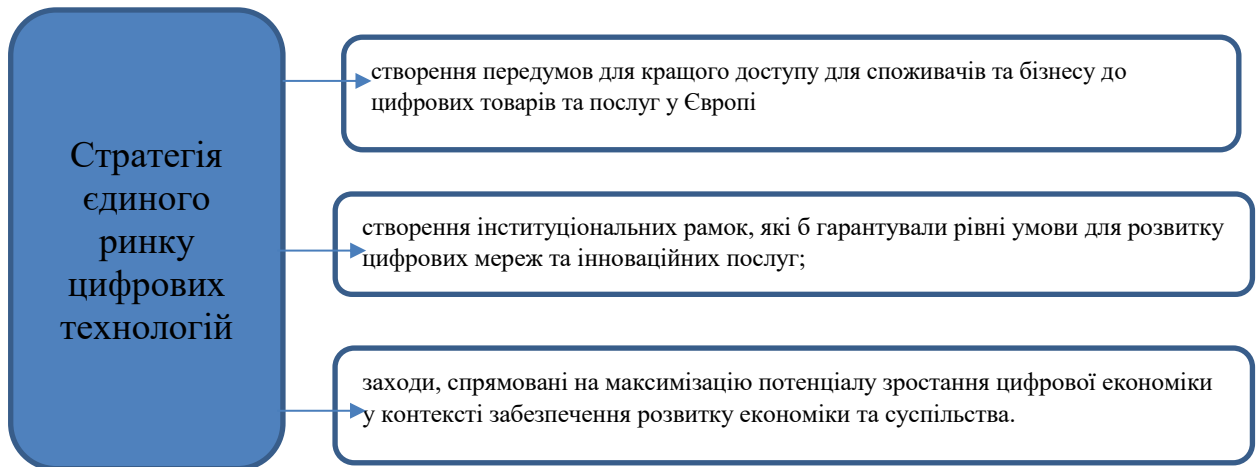 Стратегія
єдиного
ринку
цифрових
технологій
створення передумов для кращого доступу для споживачів та бізнесу до
цифрових товарів та послуг у Європі
створення інституціональних рамок, які б гарантували рівні умови для розвитку
цифрових мереж та інноваційних послуг;
заходи, спрямовані на максимізацію потенціалу зростання цифрової економіки
у контексті забезпечення розвитку економіки та суспільства.